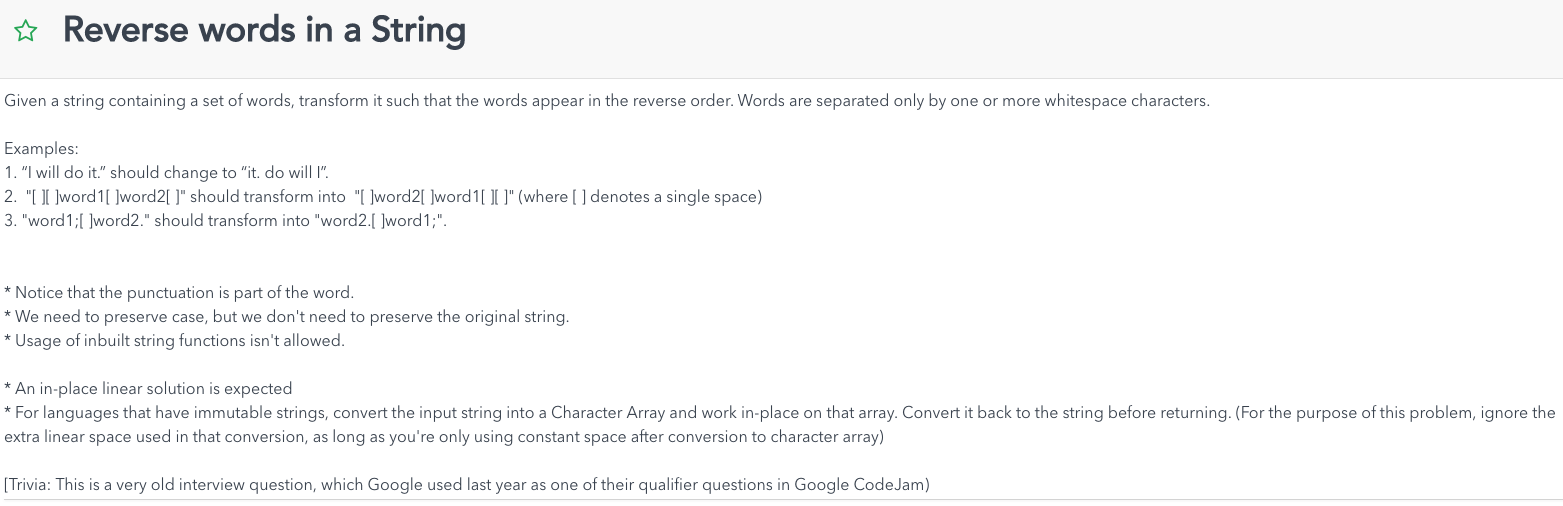 Reverse words in a String
Given a string containing a set of words, transform it such that the words appear in the reverse order. Words are separated only by one or more whitespace characters.
Examples:
1. “I will do it.” should change to “it. do will I”.
2.  "[ ][ ]word1[ ]word2[ ]" should transform into  "[ ]word2[ ]word1[ ][ ]" (where [ ] denotes a single space)
3. "word1;[ ]word2." should transform into "word2.[ ]word1;".
* Notice that the punctuation is part of the word.
* We need to preserve case, but we don't need to preserve the original string.
* Usage of inbuilt string functions isn't allowed.
* An in-place linear solution is expected
* For languages that have immutable strings, convert the input string into a Character Array and work in-place on that array. Convert it back to the string before returning. (For the purpose of this problem, ignore the
extra linear space used in that conversion, as long as you're only using constant space after conversion to character array)
[Trivia: This is a very old interview question, which Google used last year as one of their qualifier questions in Google CodeJam)